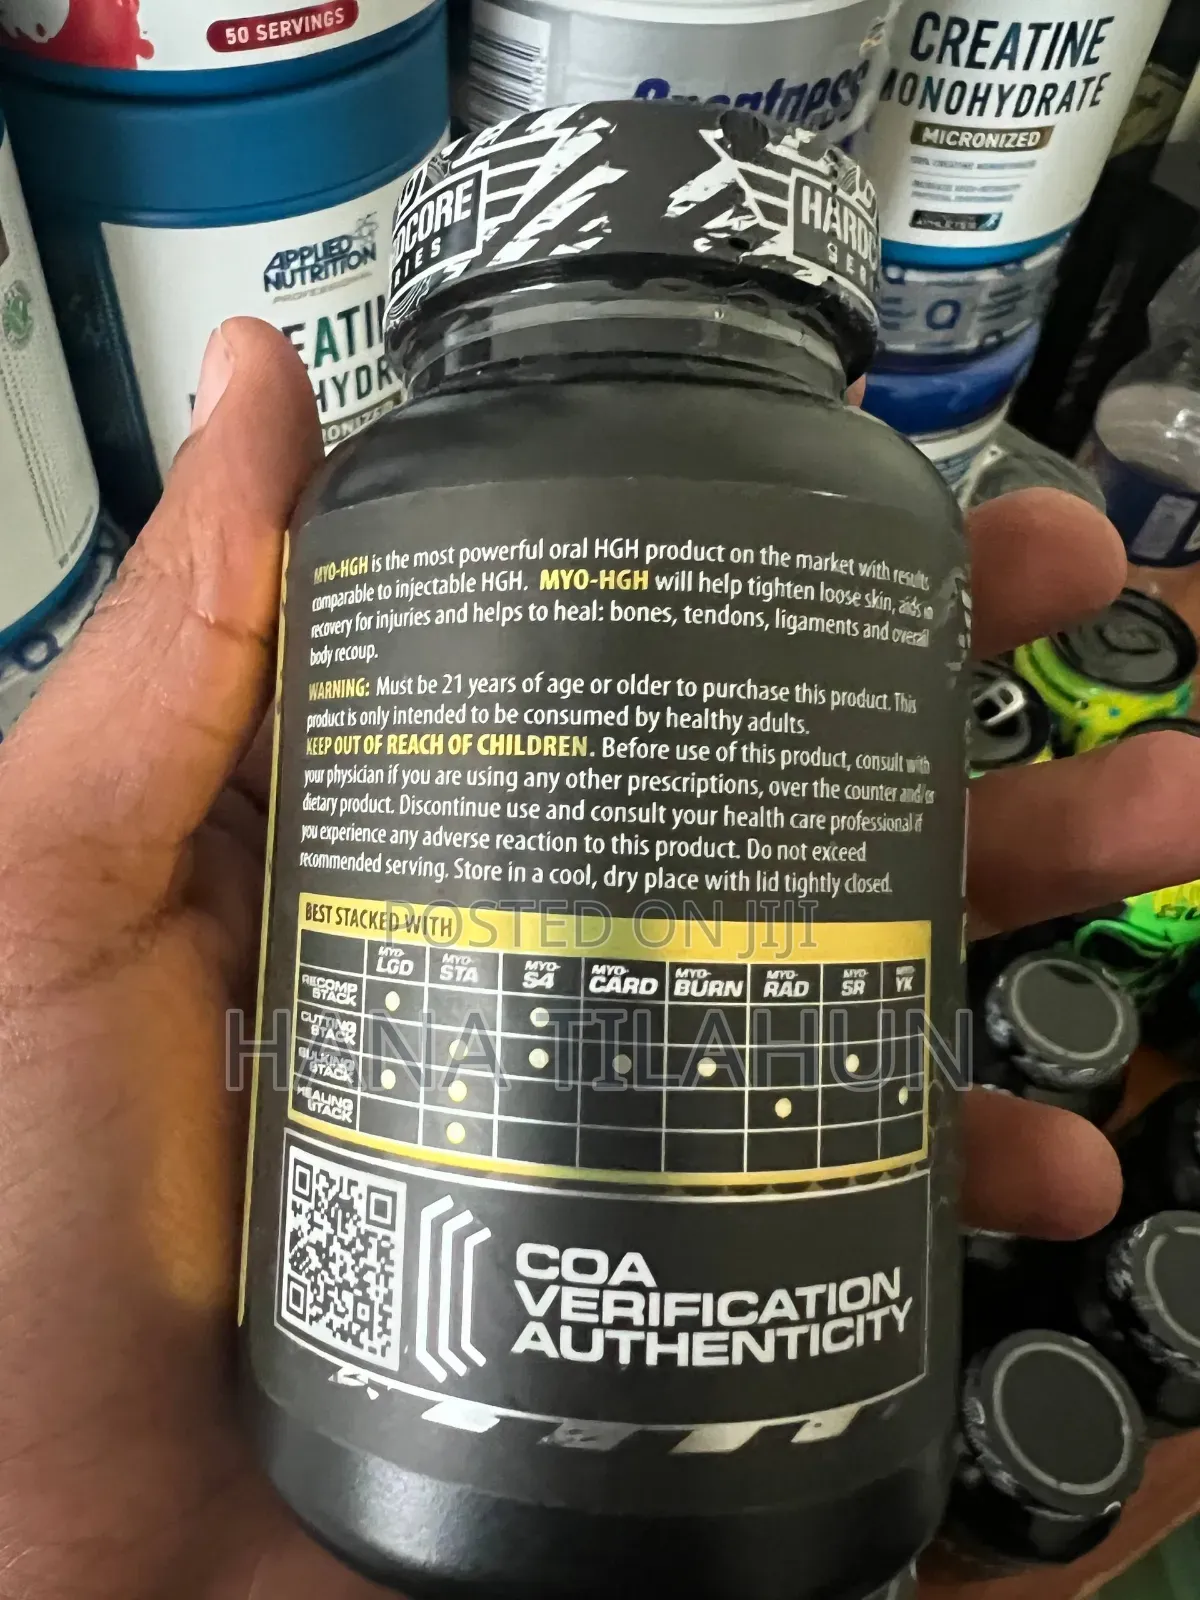 50 SERVINGS
Greatness
CREATINE
MONOHYDRATE
MICRONIZED
APPLIED
NUTRITION
EATI
HYDR
IONIZED
DCORE
RIES
HARDC
SER
MYO-HGH is the most powerful oral HGH product on the market with results
comparable to injectable HGH. MYO-HGH will help tighten loose skin, aids in
recovery for injuries and helps to heal: bones, tendons, ligaments and overall
body recoup.
WARNING: Must be 21 years of age or older to purchase this product. This
product is only intended to be consumed by healthy adults.
KEEP OUT OF REACH OF CHILDREN. Before use of this product, consult with
your physician if you are using any other prescriptions, over the counter and/or
dietary product. Discontinue use and consult your health care professional if
you experience any adverse reaction to this product. Do not exceed
recommended serving. Store in a cool, dry place with lid tightly closed.
BEST STACKED WITH
POSTED ON JIJI
MYO-LGD MYO-STA MYO-S4 MYO-CARD MYO-BURN MYO-RAD MYO-SR MYO-YK
RECOMP
STACK
CUTTING
STACK
HANA TILAHUN
BULKING
STACK
HEALING
STACK
COA
VERIFICATION
AUTHENTICITY